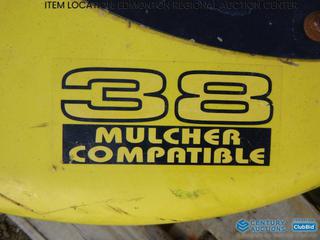 ITEM LOCATION: EDMONTON REGIONAL AUCTION CENTER
38
MULCHER
COMPATIBLE
CENTURY
AUCTIONS
ClubBid